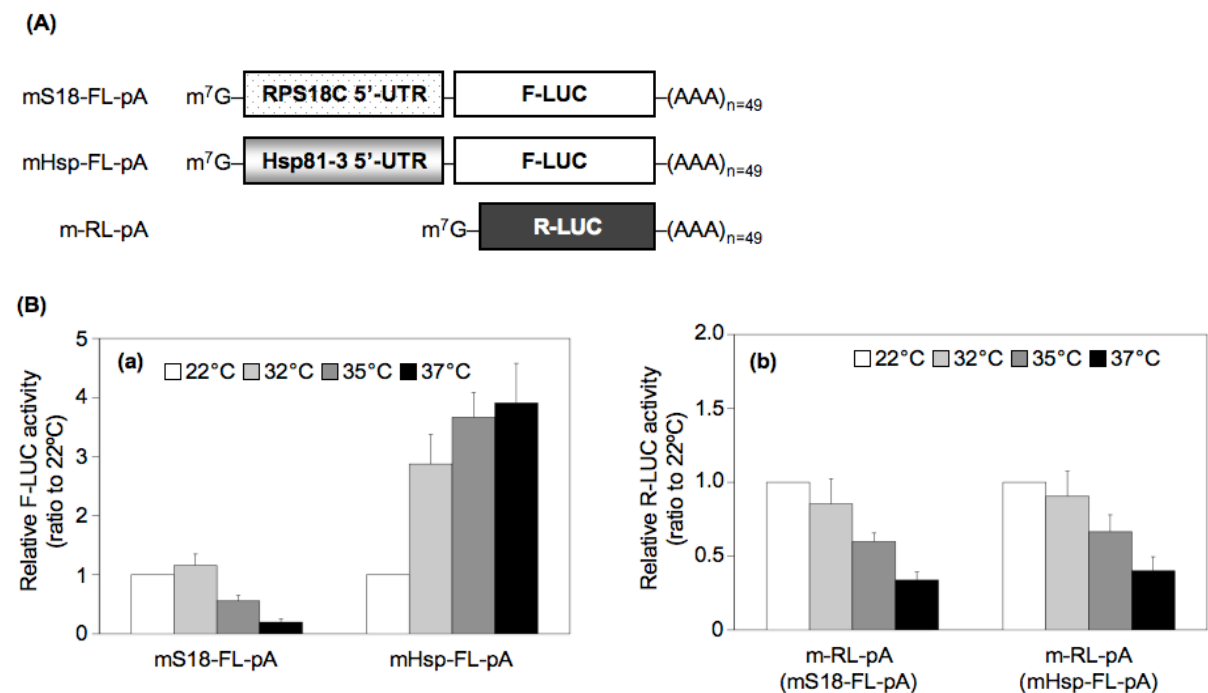 (A)
mS18-FL-pA m⁷G RPS18C 5’-UTR F-LUC (AAA)n=49
mHsp-FL-pA m⁷G Hsp81-3 5’-UTR F-LUC (AAA)n=49
m-RL-pA m⁷G R-LUC (AAA)n=49
(B)
(a)
22°C 32°C 35°C 37°C
Relative F-LUC activity
(ratio to 22ºC)
5
4
3
2
1
0
mS18-FL-pA mHsp-FL-pA
(b)
22°C 32°C 35°C 37°C
Relative R-LUC activity
(ratio to 22ºC)
2.0
1.5
1.0
0.5
0
m-RL-pA
(mS18-FL-pA)
m-RL-pA
(mHsp-FL-pA)